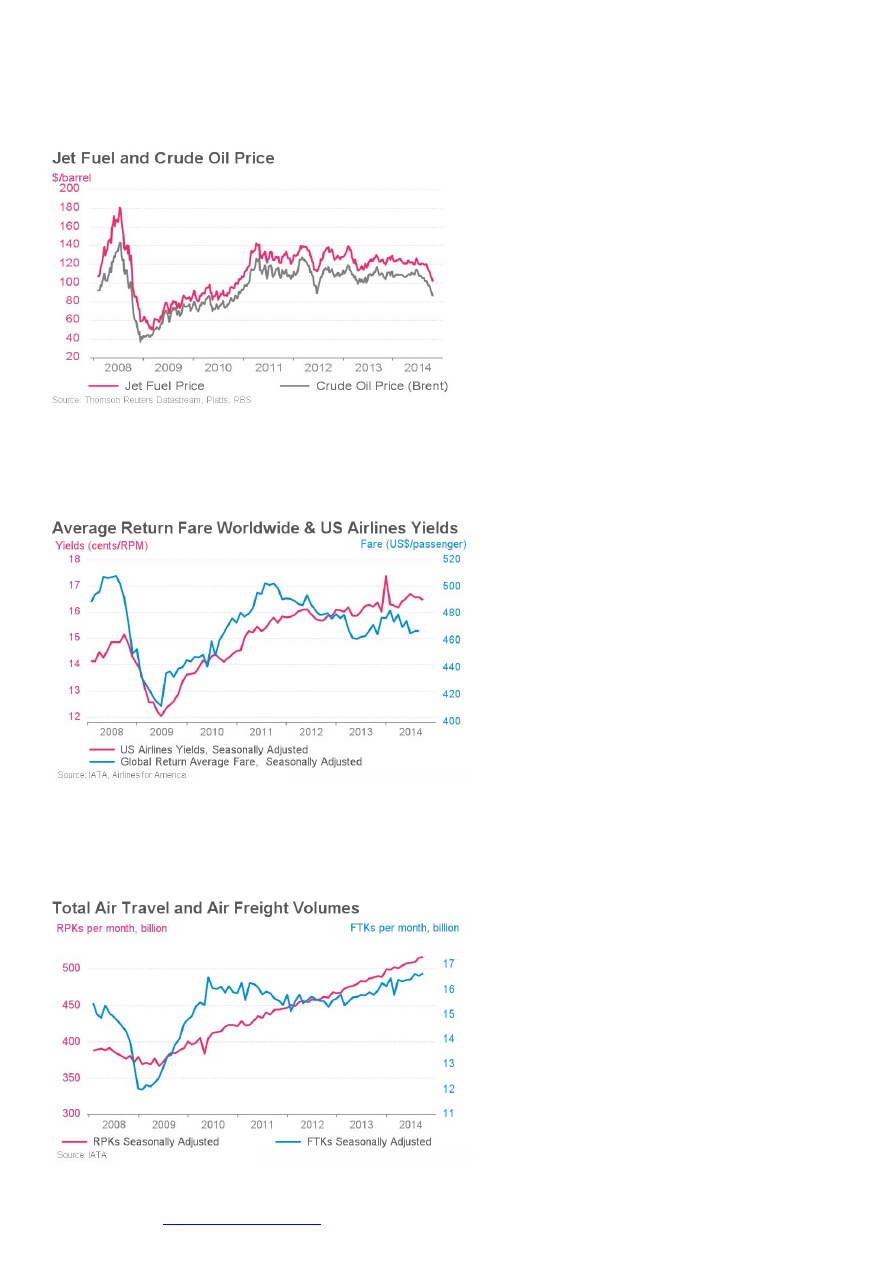 Jet Fuel and Crude Oil Price
$/barrel
200
180
160
140
120
100
80
60
40
20
2008 2009 2010 2011 2012 2013 2014
Jet Fuel Price Crude Oil Price (Brent)
Source: Thomson Reuters Datastream, Platts, RBS
Average Return Fare Worldwide & US Airlines Yields
Yields (cents/RPM) Fare (US$/passenger)
18 520
17 500
16 480
15 460
14 440
13 420
12 400
2008 2009 2010 2011 2012 2013 2014
US Airlines Yields, Seasonally Adjusted
Global Return Average Fare, Seasonally Adjusted
Source: IATA, Airlines for America
Total Air Travel and Air Freight Volumes
RPKs per month, billion FTKs per month, billion
500 17
450 16
400 15
350 14
300 13
12
11
2008 2009 2010 2011 2012 2013 2014
RPKs Seasonally Adjusted FTKs Seasonally Adjusted
Source: IATA